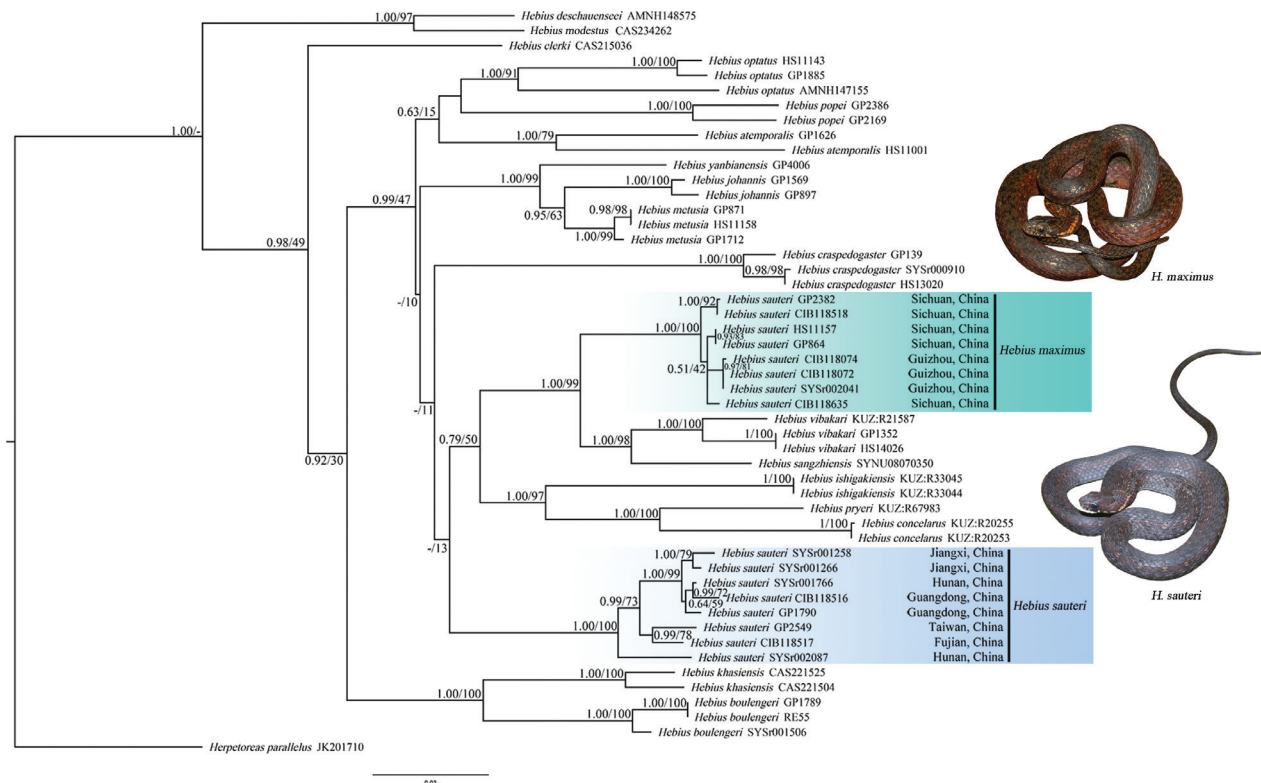 1.00/97
Hebius deschauenseei AMNH148575
Hebius modestus CAS234262
Hebius clerki CAS215036
1.00/-
0.98/49
0.92/30
0.99/47
0.63/15
1.00/91
1.00/100
Hebius optatus HS11143
Hebius optatus GP1885
Hebius optatus AMNH147155
1.00/100
Hebius popei GP2386
Hebius popei GP2169
1.00/79
Hebius atemporalis GP1626
Hebius atemporalis HS11001
1.00/99
Hebius yanbianensis GP4006
0.95/63
1.00/100
Hebius johannis GP1569
Hebius johannis GP897
0.98/98
1.00/99
Hebius metusia GP871
Hebius metusia HS11158
Hebius metusia GP1712
-/10
-/11
-/13
1.00/100
0.98/98
Hebius craspedogaster GP139
Hebius craspedogaster SYSr000910
Hebius craspedogaster HS13020
0.79/50
1.00/99
1.00/100
1.00/92
Hebius sauteri GP2382 Sichuan, China
Hebius sauteri CIB118518 Sichuan, China
Hebius sauteri HS11157 Sichuan, China
0.93/83
Hebius sauteri GP864 Sichuan, China
0.51/42
Hebius sauteri CIB118074 Guizhou, China
0.97/81
Hebius sauteri CIB118072 Guizhou, China
Hebius sauteri SYSr002041 Guizhou, China
Hebius sauteri CIB118635 Sichuan, China
Hebius maximus
1.00/98
1.00/100
Hebius vibakari KUZ:R21587
1/100
Hebius vibakari GP1352
Hebius vibakari HS14026
Hebius sangzhiensis SYNU08070350
1.00/97
1/100
Hebius ishigakiensis KUZ:R33045
Hebius ishigakiensis KUZ:R33044
1.00/100
Hebius pryeri KUZ:R67983
1/100
Hebius concelarus KUZ:R20255
Hebius concelarus KUZ:R20253
1.00/100
0.99/73
1.00/99
1.00/79
Hebius sauteri SYSr001258 Jiangxi, China
Hebius sauteri SYSr001266 Jiangxi, China
Hebius sauteri SYSr001766 Hunan, China
0.99/72
Hebius sauteri CIB118516 Guangdong, China
0.64/59
Hebius sauteri GP1790 Guangdong, China
Hebius sauteri GP2549 Taiwan, China
0.99/78
Hebius sauteri CIB118517 Fujian, China
Hebius sauteri SYSr002087 Hunan, China
Hebius sauteri
1.00/100
1.00/100
Hebius khasiensis CAS221525
Hebius khasiensis CAS221504
1.00/100
Hebius boulengeri GP1789
Hebius boulengeri RE55
Hebius boulengeri SYSr001506
Herpetoreas parallelus JK201710
H. maximus
H. sauteri